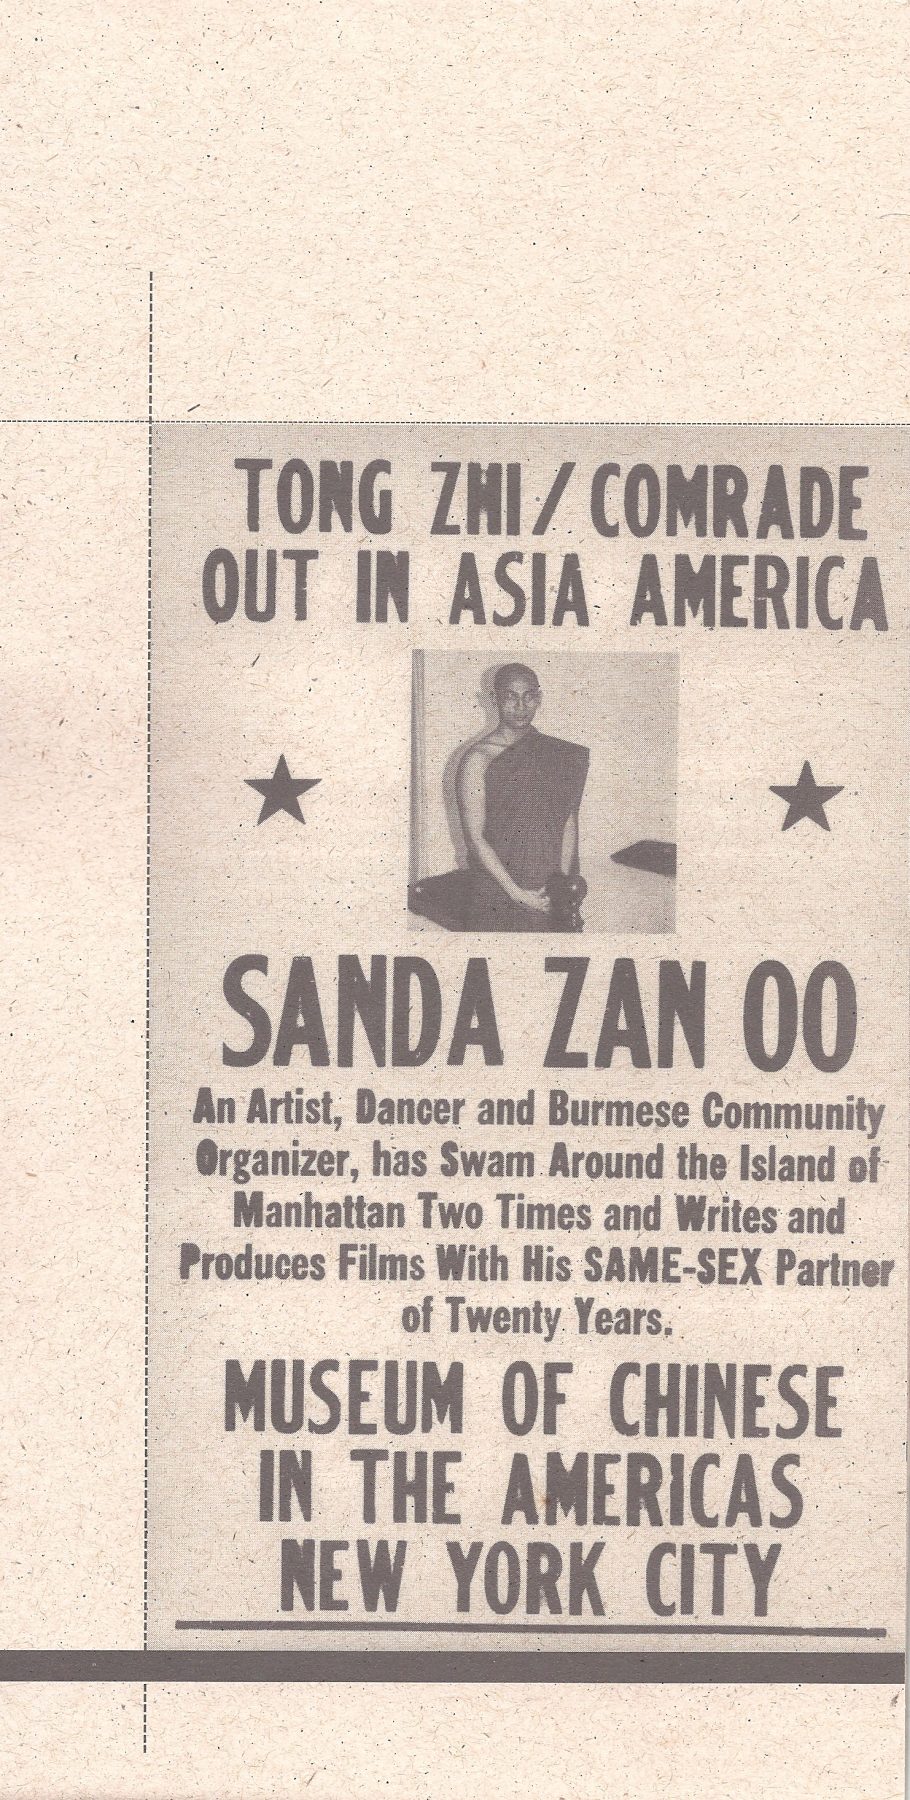 TONG ZHI/COMRADE
OUT IN ASIA AMERICA
SANDA ZAN OO
An Artist, Dancer and Burmese Community
Organizer, has Swam Around the Island of
Manhattan Two Times and Writes and
Produces Films With His SAME-SEX Partner
of Twenty Years.
MUSEUM OF CHINESE
IN THE AMERICAS
NEW YORK CITY